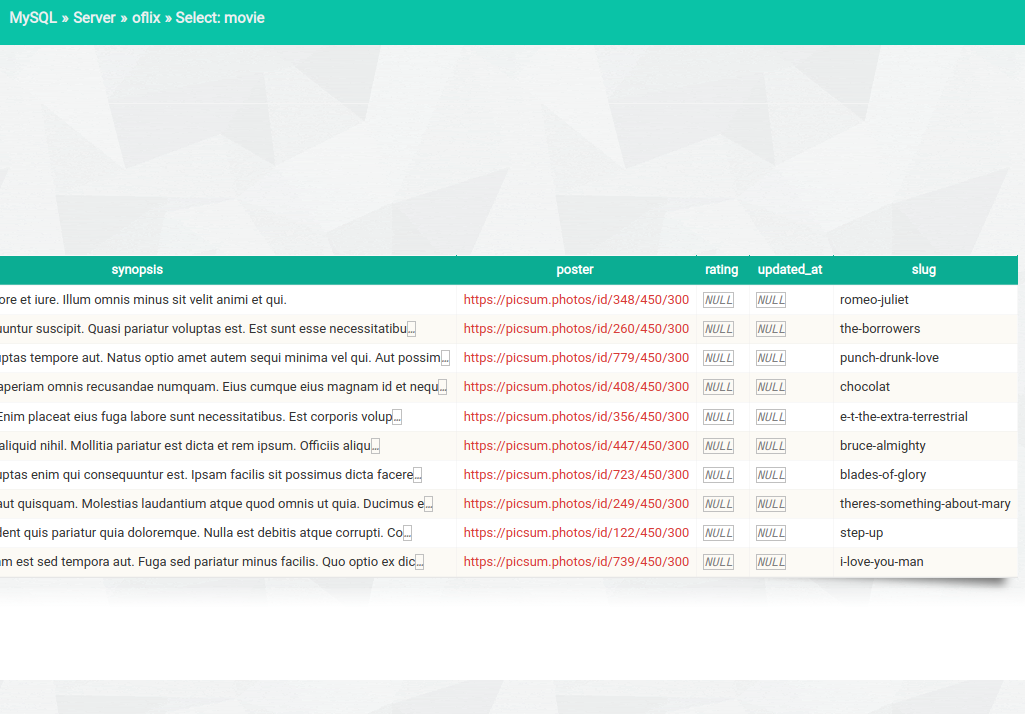 MySQL » Server » oflix » Select: movie
synopsis poster rating updated_at slug
ore et iure. Illum omnis minus sit velit animi et qui. https://picsum.photos/id/348/450/300 NULL NULL romeo-juliet
untur suscipit. Quasi pariatur voluptas est. Est sunt esse necessitatibu… https://picsum.photos/id/260/450/300 NULL NULL the-borrowers
ptas tempore aut. Natus optio amet autem sequi minima vel qui. Aut possim… https://picsum.photos/id/779/450/300 NULL NULL punch-drunk-love
aperiam omnis recusandae numquam. Eius cumque eius magnam id et nequ… https://picsum.photos/id/408/450/300 NULL NULL chocolat
Enim placeat eius fuga labore sunt necessitatibus. Est corporis volup… https://picsum.photos/id/356/450/300 NULL NULL e-t-the-extra-terrestrial
aliquid nihil. Mollitia pariatur est dicta et rem ipsum. Officiis aliqu… https://picsum.photos/id/447/450/300 NULL NULL bruce-almighty
ptas enim qui consequuntur est. Ipsam facilis sit possimus dicta facere… https://picsum.photos/id/723/450/300 NULL NULL blades-of-glory
aut quisquam. Molestias laudantium atque quod omnis ut quia. Ducimus e… https://picsum.photos/id/249/450/300 NULL NULL theres-something-about-mary
dent quis pariatur quia doloremque. Nulla est debitis atque corrupti. Co… https://picsum.photos/id/122/450/300 NULL NULL step-up
m est sed tempora aut. Fuga sed pariatur minus facilis. Quo optio ex dic… https://picsum.photos/id/739/450/300 NULL NULL i-love-you-man